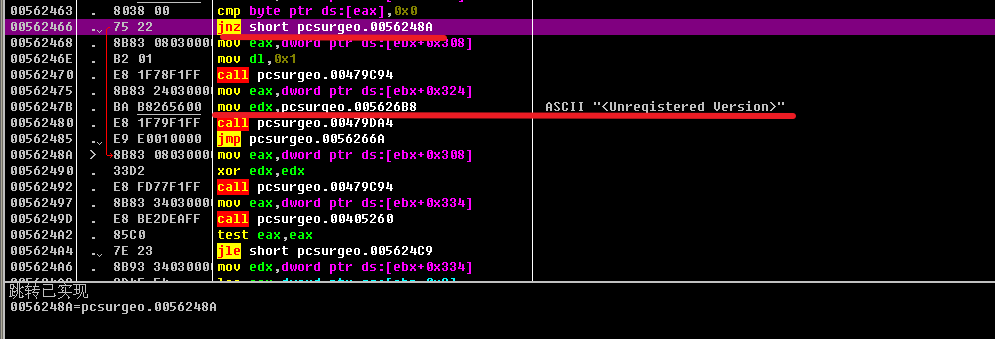 00562463 . 8038 00 cmp byte ptr ds:[eax],0x0
00562466 . 75 22 jnz short pcsurgeo.0056248A
00562468 . 8B83 08030000 mov eax,dword ptr ds:[ebx+0x308]
0056246E . B2 01 mov dl,0x1
00562470 . E8 1F78F1FF call pcsurgeo.00479C94
00562475 . 8B83 24030000 mov eax,dword ptr ds:[ebx+0x324]
0056247B . BA B8265600 mov edx,pcsurgeo.005626B8 ASCII "<Unregistered Version>"
00562480 . E8 1F79F1FF call pcsurgeo.00479DA4
00562485 . E9 E0010000 jmp pcsurgeo.0056266A
0056248A > 8B83 08030000 mov eax,dword ptr ds:[ebx+0x308]
00562490 . 33D2 xor edx,edx
00562492 . E8 FD77F1FF call pcsurgeo.00479C94
00562497 . 8B83 34030000 mov eax,dword ptr ds:[ebx+0x334]
0056249D . E8 BE2DEAFF call pcsurgeo.00405260
005624A2 . 85C0 test eax,eax
005624A4 . 7E 23 jle short pcsurgeo.005624C9
005624A6 . 8B93 34030000 mov edx,dword ptr ds:[ebx+0x334]
跳转已实现
0056248A=pcsurgeo.0056248A